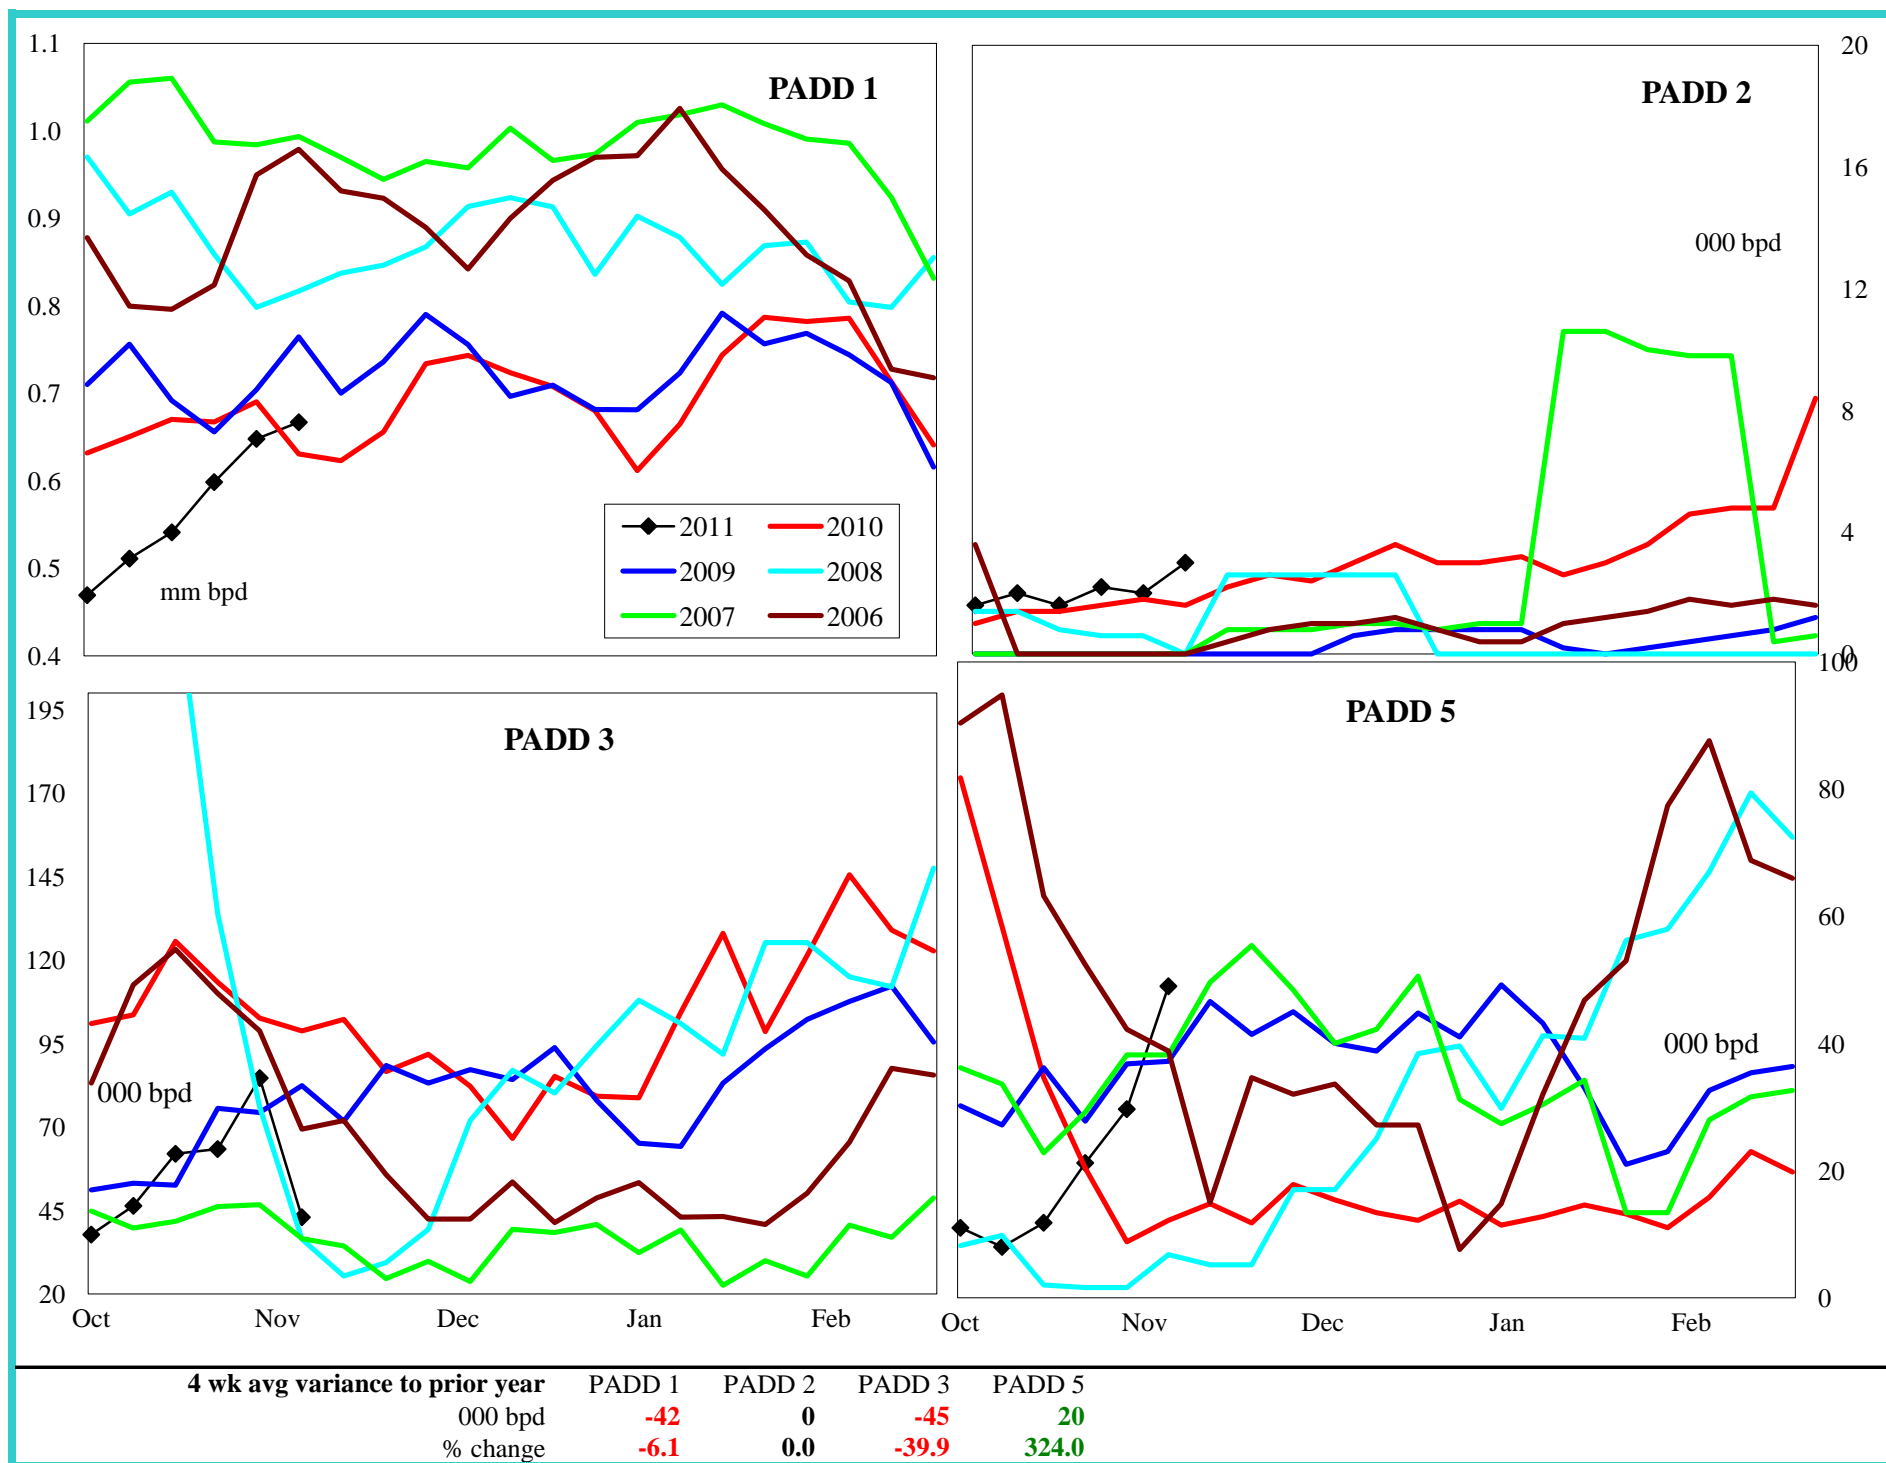 PADD 1
1.1
1.0
0.9
0.8
0.7
0.6
0.5
0.4
mm bpd
2011 2010
2009 2008
2007 2006
PADD 2
000 bpd
20
16
12
8
4
0
PADD 3
195
170
145
120
95
70
45
20
000 bpd
Oct Nov Dec Jan Feb
PADD 5
100
80
60
40
20
0
000 bpd
Oct Nov Dec Jan Feb
4 wk avg variance to prior year PADD 1 PADD 2 PADD 3 PADD 5
000 bpd -42 0 -45 20
% change -6.1 0.0 -39.9 324.0